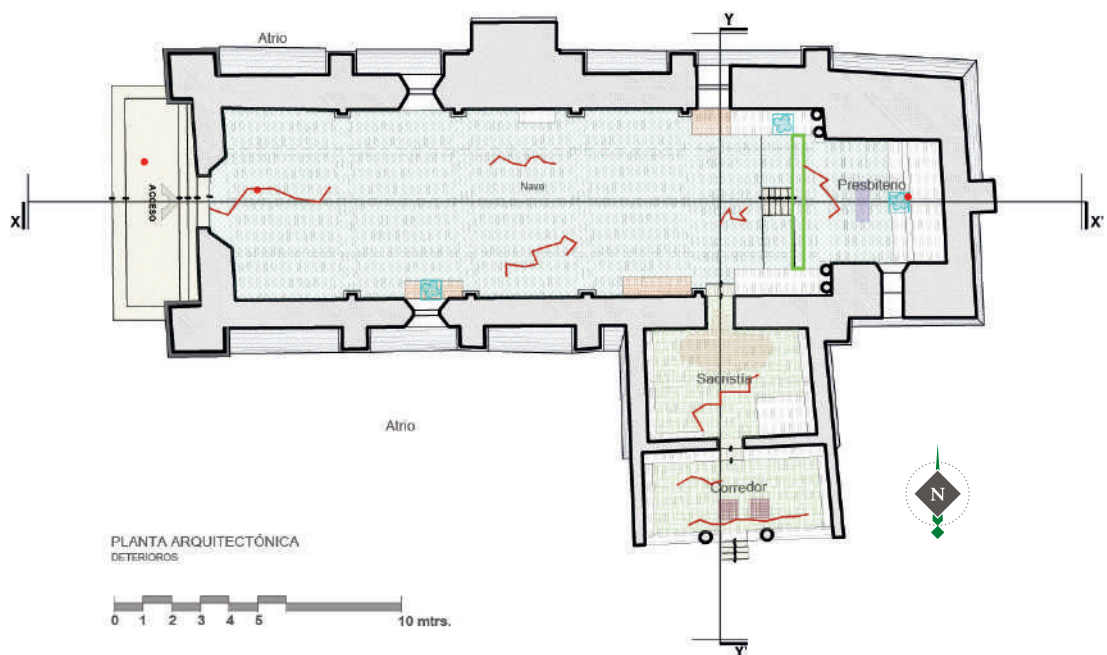 Atrio
Y
ACCESO
Nave
Presbiterio
X
X'
Sacristía
Atrio
Corredor
N
PLANTA ARQUITECTÓNICA
DETERIOROS
0 1 2 3 4 5 10 mtrs.
Y'